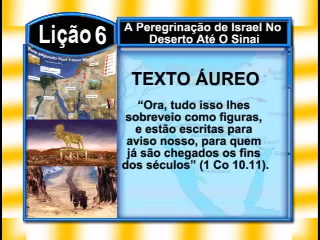 Lição 6
A Peregrinação de Israel No
Deserto Até O Sinai
TEXTO ÁUREO
“Ora, tudo isso lhes
sobreveio como figuras,
e estão escritas para
aviso nosso, para quem
já são chegados os fins
dos séculos” (1 Co 10.11).